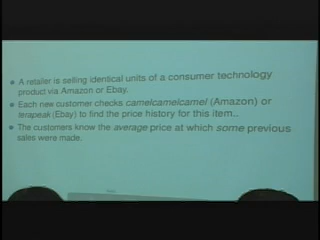 A retailer is selling identical units of a consumer technology
product via Amazon or Ebay.
Each new customer checks camelcamelcamel (Amazon) or
terapeak (Ebay) to find the price history for this item..
The customers know the average price at which some previous
sales were made.